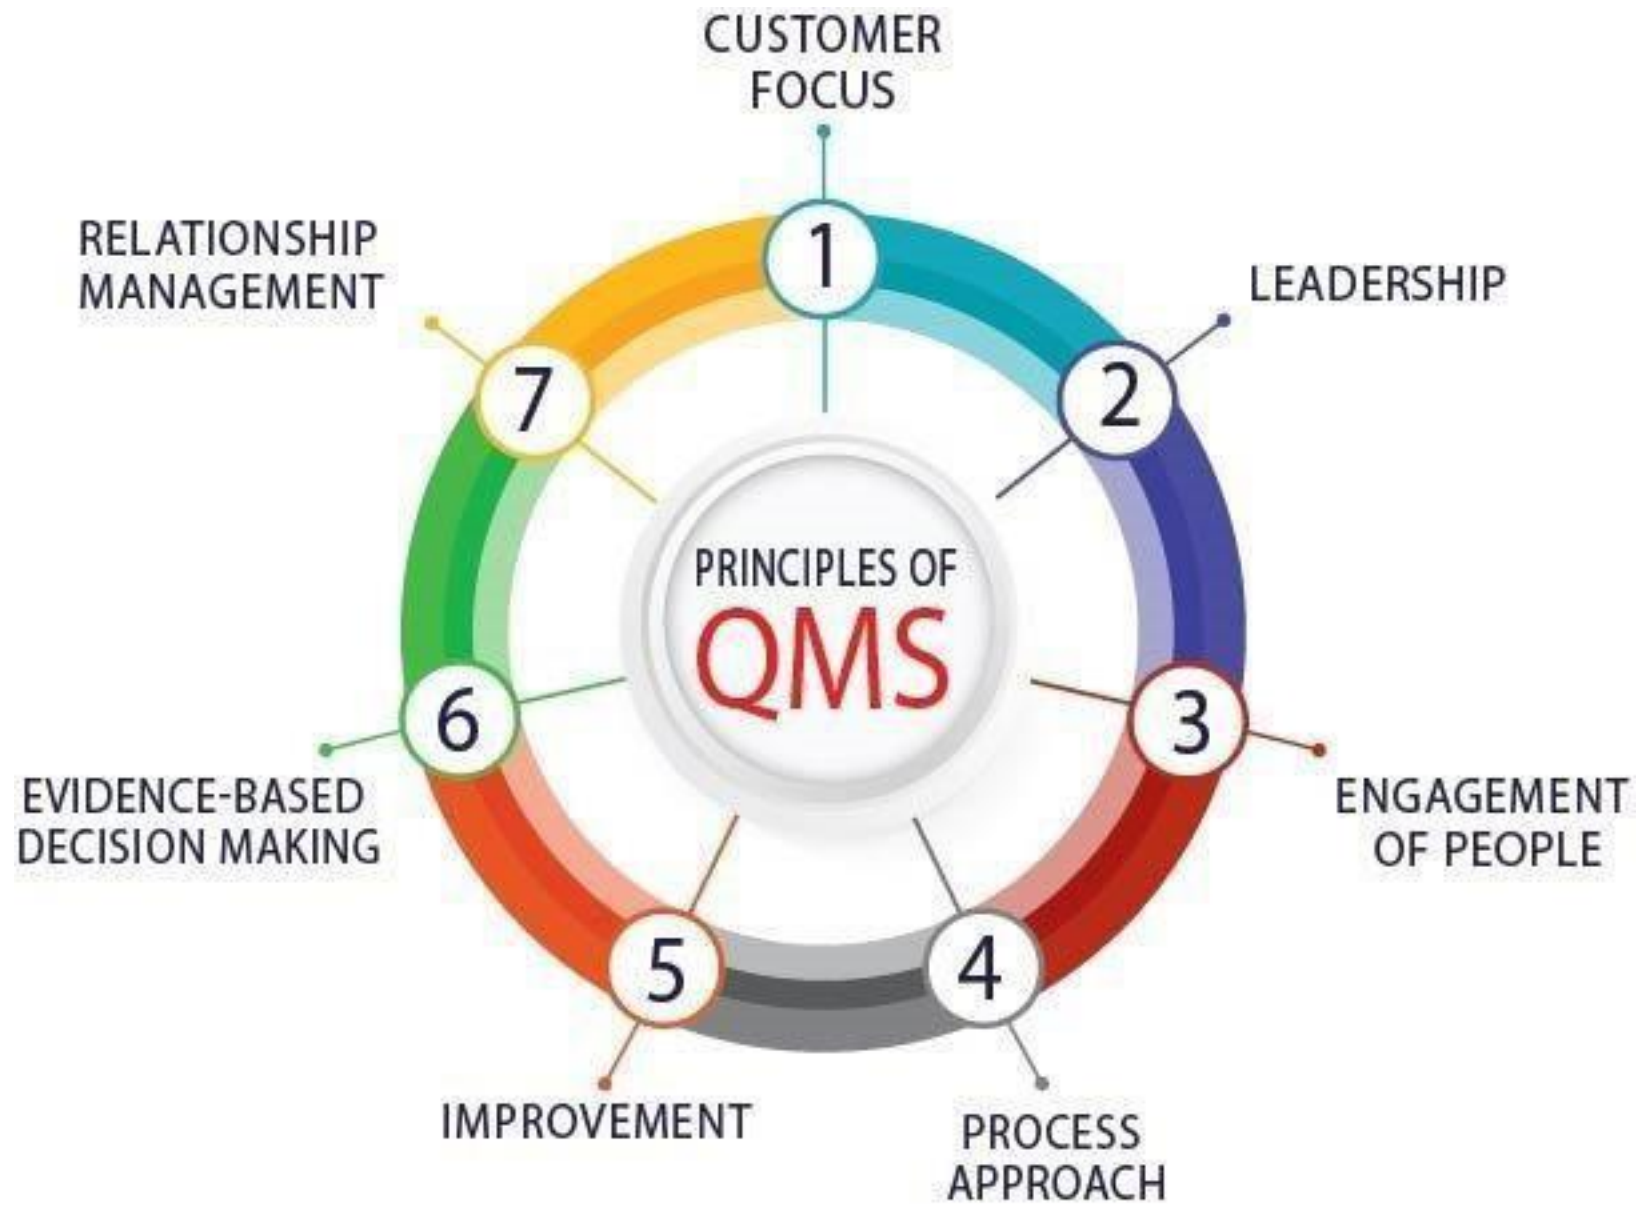 CUSTOMER
FOCUS
1
RELATIONSHIP
MANAGEMENT
LEADERSHIP
7
2
PRINCIPLES OF
QMS
6
3
EVIDENCE-BASED
DECISION MAKING
ENGAGEMENT
OF PEOPLE
5
4
IMPROVEMENT
PROCESS
APPROACH